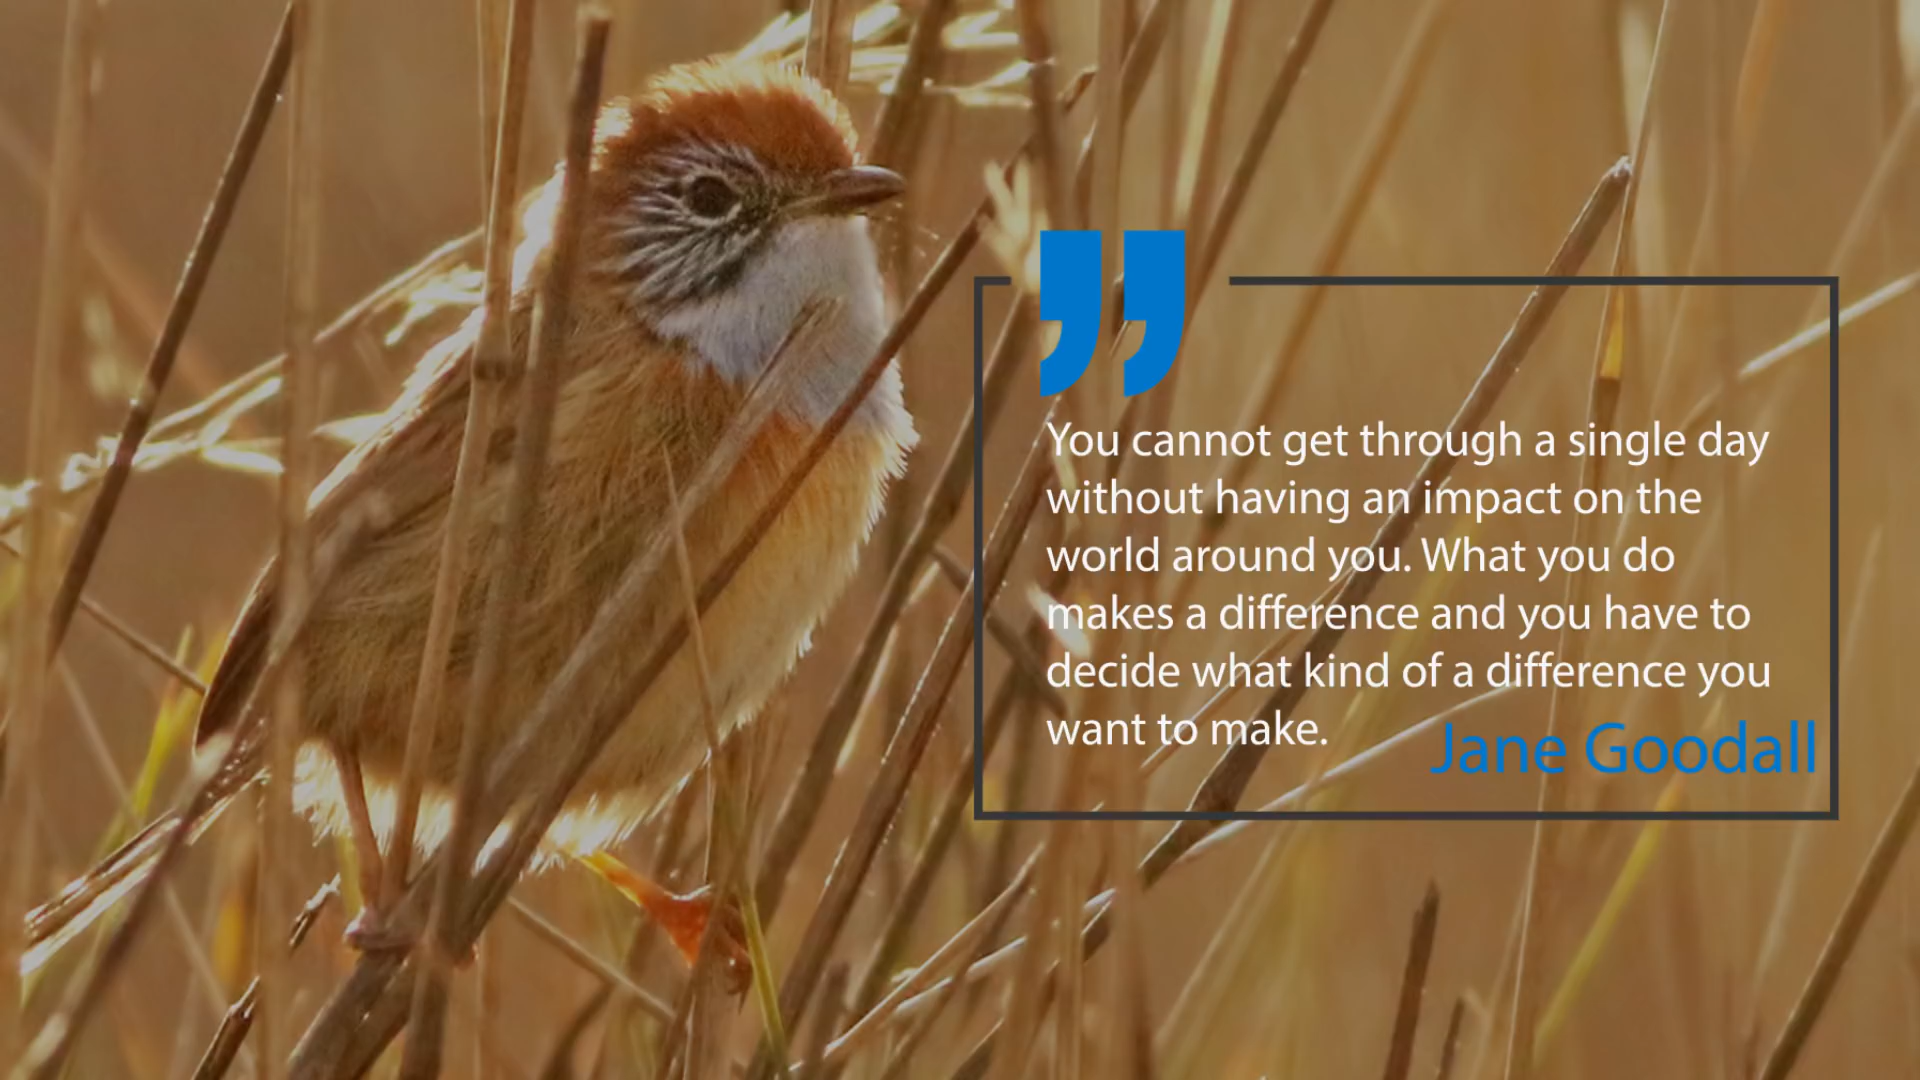 You cannot get through a single day
without having an impact on the
world around you. What you do
makes a difference and you have to
decide what kind of a difference you
want to make.
Jane Goodall